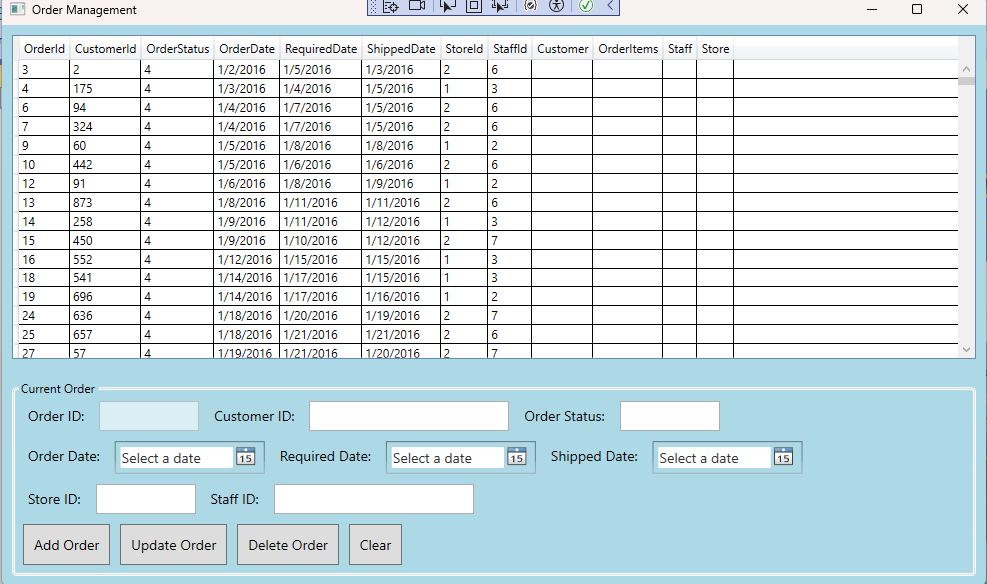 Order Management
OrderId CustomerId OrderStatus OrderDate RequiredDate ShippedDate StoreId StaffId Customer OrderItems Staff Store
3 2 4 1/2/2016 1/5/2016 1/3/2016 2 6
4 175 4 1/3/2016 1/4/2016 1/5/2016 1 3
6 94 4 1/4/2016 1/7/2016 1/5/2016 2 6
7 324 4 1/4/2016 1/7/2016 1/5/2016 2 6
9 60 4 1/5/2016 1/8/2016 1/8/2016 1 2
10 442 4 1/5/2016 1/6/2016 1/6/2016 2 6
12 91 4 1/6/2016 1/8/2016 1/9/2016 1 2
13 873 4 1/8/2016 1/11/2016 1/11/2016 2 6
14 258 4 1/9/2016 1/11/2016 1/12/2016 1 3
15 450 4 1/9/2016 1/10/2016 1/12/2016 2 7
16 552 4 1/12/2016 1/15/2016 1/15/2016 1 3
18 541 4 1/14/2016 1/17/2016 1/15/2016 1 3
19 696 4 1/14/2016 1/17/2016 1/16/2016 1 2
24 636 4 1/18/2016 1/20/2016 1/19/2016 2 7
25 657 4 1/18/2016 1/21/2016 1/21/2016 2 6
27 57 4 1/19/2016 1/21/2016 1/20/2016 2 7
Current Order
Order ID: Customer ID: Order Status:
Order Date: Select a date 15 Required Date: Select a date 15 Shipped Date: Select a date 15
Store ID: Staff ID:
Add Order Update Order Delete Order Clear